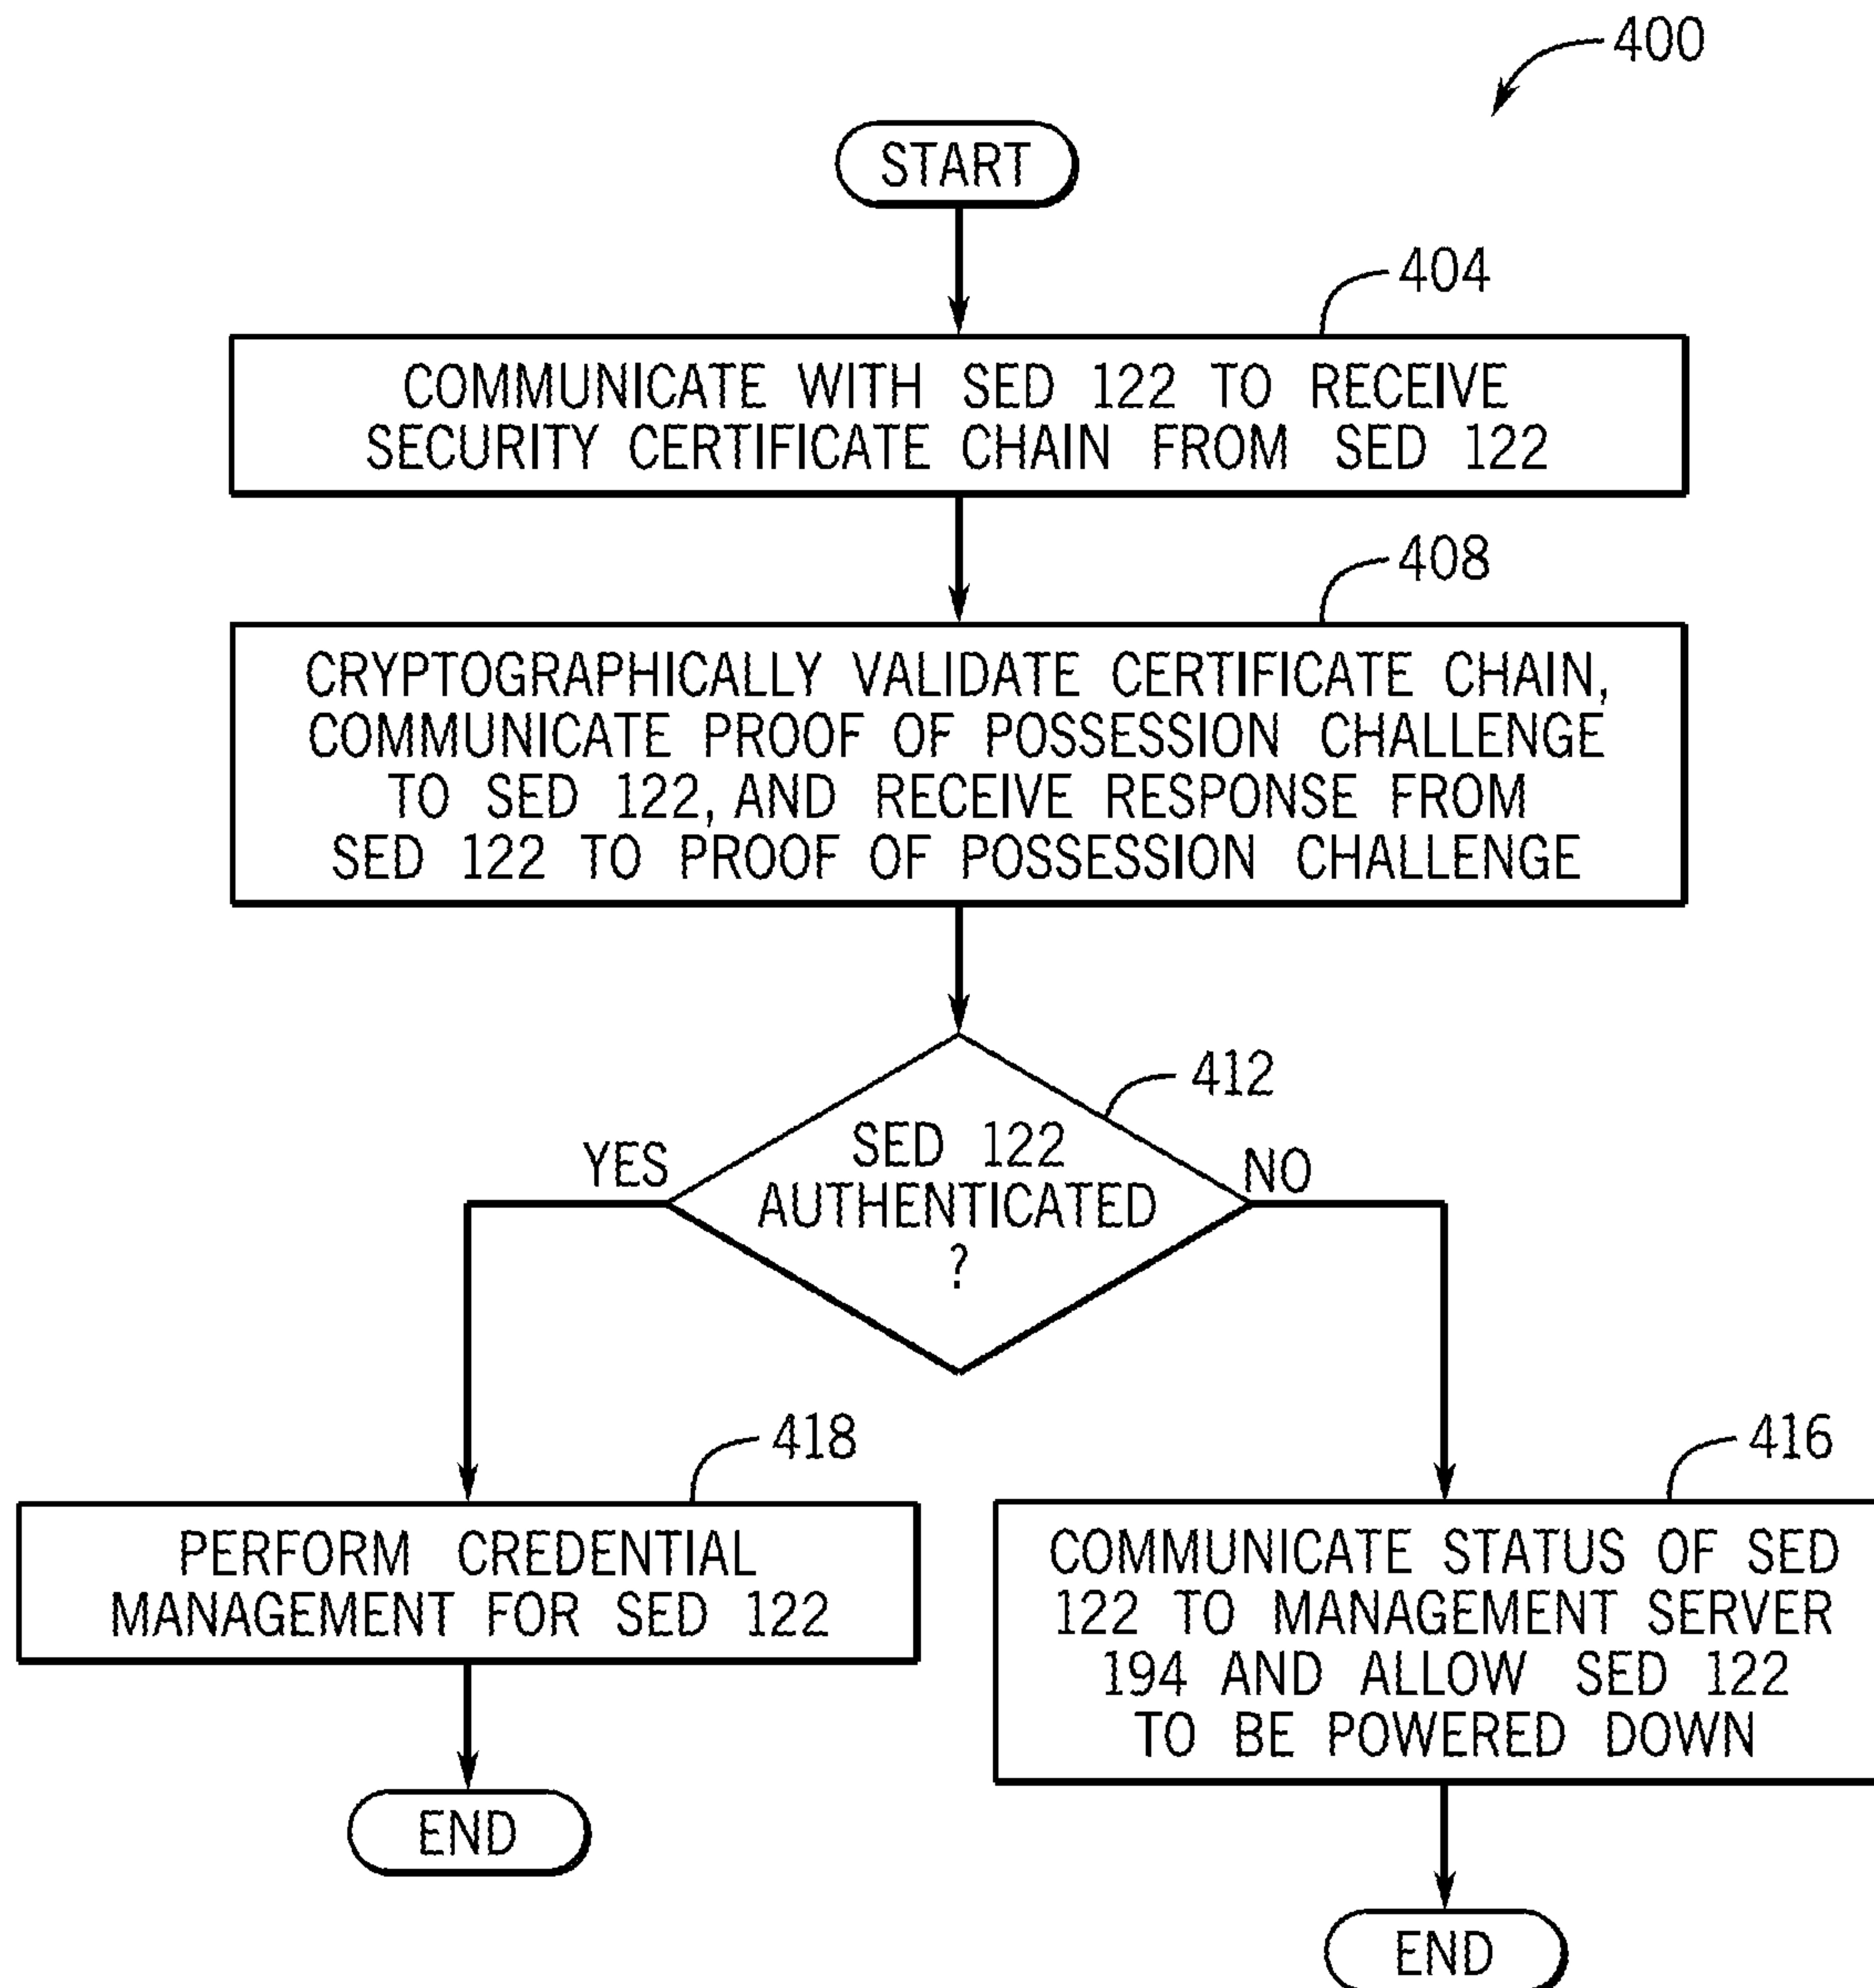 400
START
404
COMMUNICATE WITH SED 122 TO RECEIVE
SECURITY CERTIFICATE CHAIN FROM SED 122
408
CRYPTOGRAPHICALLY VALIDATE CERTIFICATE CHAIN,
COMMUNICATE PROOF OF POSSESSION CHALLENGE
TO SED 122, AND RECEIVE RESPONSE FROM
SED 122 TO PROOF OF POSSESSION CHALLENGE
412
SED 122
AUTHENTICATED
?
YES
NO
418
PERFORM CREDENTIAL
MANAGEMENT FOR SED 122
END
416
COMMUNICATE STATUS OF SED
122 TO MANAGEMENT SERVER
194 AND ALLOW SED 122
TO BE POWERED DOWN
END